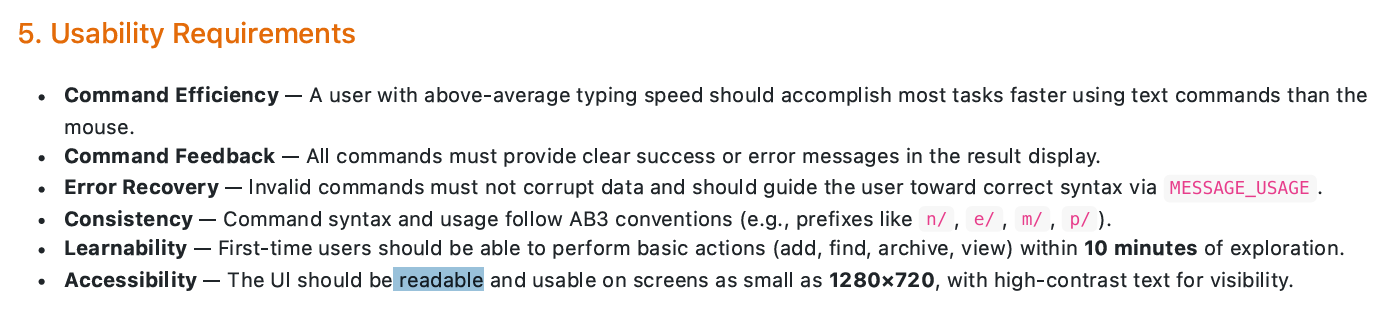 5. Usability Requirements
• Command Efficiency — A user with above-average typing speed should accomplish most tasks faster using text commands than the
mouse.
• Command Feedback — All commands must provide clear success or error messages in the result display.
• Error Recovery — Invalid commands must not corrupt data and should guide the user toward correct syntax via MESSAGE_USAGE .
• Consistency — Command syntax and usage follow AB3 conventions (e.g., prefixes like n/ , e/ , m/ , p/ ).
• Learnability — First-time users should be able to perform basic actions (add, find, archive, view) within 10 minutes of exploration.
• Accessibility — The UI should be readable and usable on screens as small as 1280×720, with high-contrast text for visibility.